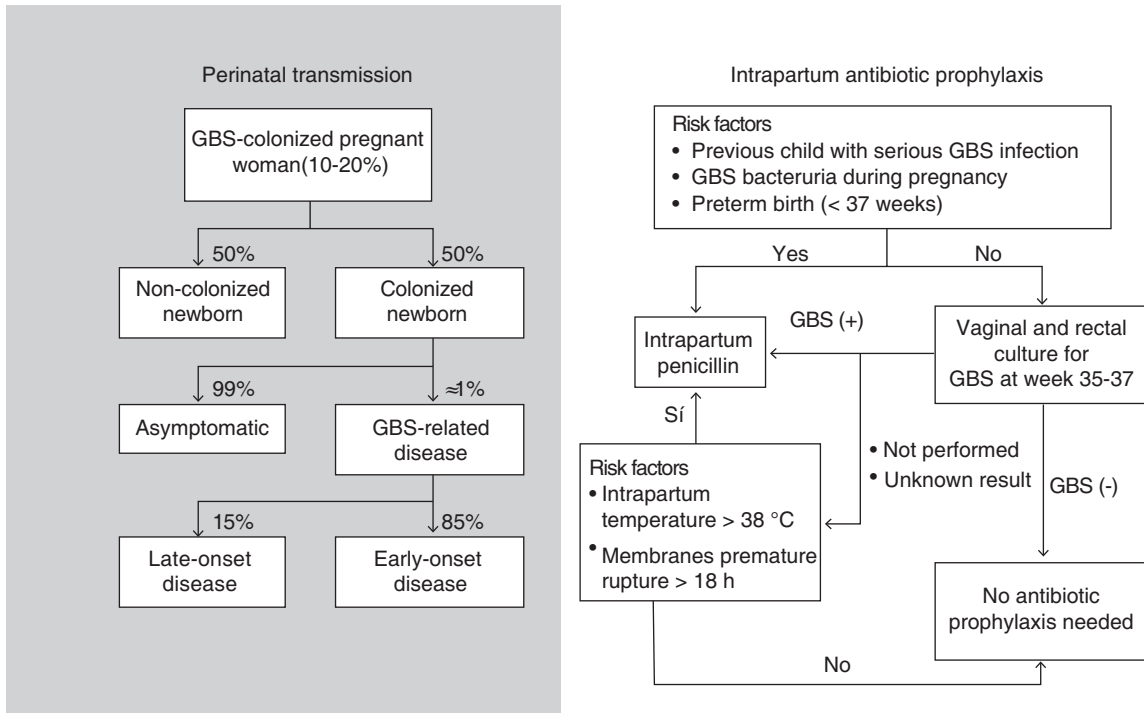 Perinatal transmission
GBS-colonized pregnant
woman(10-20%)
50%
50%
Non-colonized
newborn
Colonized
newborn
99%
≈1%
Asymptomatic
GBS-related
disease
15%
85%
Late-onset
disease
Early-onset
disease
Intrapartum antibiotic prophylaxis
Risk factors
• Previous child with serious GBS infection
• GBS bacteruria during pregnancy
• Preterm birth (< 37 weeks)
Yes
No
Intrapartum
penicillin
GBS (+)
Vaginal and rectal
culture for
GBS at week 35-37
Sí
• Not performed
• Unknown result
GBS (-)
Risk factors
• Intrapartum
temperature > 38 °C
• Membranes premature
rupture > 18 h
No antibiotic
prophylaxis needed
No